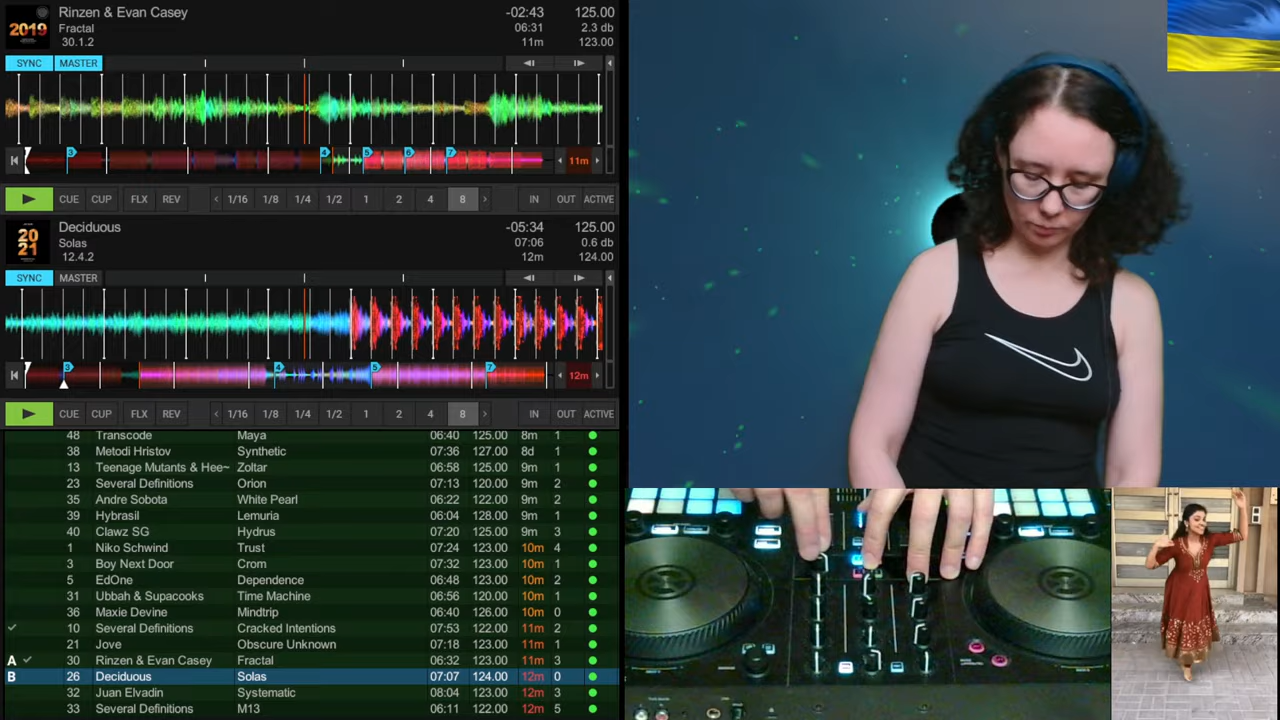 2019 Rinzen & Evan Casey -02:43 125.00
Fractal 06:31 2.3 db
30.1.2 11m 123.00
SYNC MASTER
3 4 5 6 7 11m
CUE CUP FLX REV < 1/16 1/8 1/4 1/2 1 2 4 8 > IN OUT ACTIVE
20 21 Deciduous -05:34 125.00
Solas 07:06 0.6 db
12.4.2 12m 124.00
SYNC MASTER
3 4 5 7 12m
CUE CUP FLX REV < 1/16 1/8 1/4 1/2 1 2 4 8 > IN OUT ACTIVE
48 Transcode Maya 06:40 125.00 8m 1
38 Metodi Hristov Synthetic 07:36 127.00 8d 1
13 Teenage Mutants & Hee~ Zoltar 06:58 125.00 9m 1
23 Several Definitions Orion 07:13 120.00 9m 2
35 Andre Sobota White Pearl 06:22 122.00 9m 2
39 Hybrasil Lemuria 06:04 128.00 9m 1
40 Clawz SG Hydrus 07:20 125.00 9m 3
1 Niko Schwind Trust 07:24 123.00 10m 4
3 Boy Next Door Crom 07:32 123.00 10m 1
5 EdOne Dependence 06:48 123.00 10m 2
31 Ubbah & Supacooks Time Machine 06:56 120.00 10m 1
36 Maxie Devine Mindtrip 06:40 126.00 10m 0
10 Several Definitions Cracked Intentions 07:53 122.00 11m 2
21 Jove Obscure Unknown 07:18 123.00 11m 1
A 30 Rinzen & Evan Casey Fractal 06:32 123.00 11m 3
B 26 Deciduous Solas 07:07 124.00 12m 0
32 Juan Elvadin Systematic 08:04 123.00 12m 3
33 Several Definitions M13 06:11 122.00 12m 5